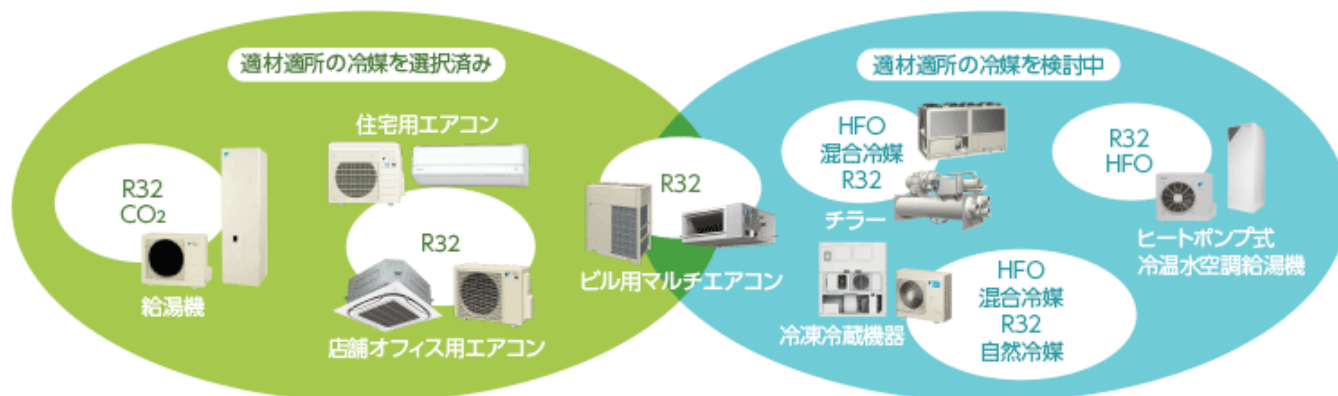 適材適所の冷媒を選択済み
住宅用エアコン
R32
CO2
給湯機
R32
店舗オフィス用エアコン
R32
ビル用マルチエアコン
適材適所の冷媒を検討中
HFO
混合冷媒
R32
チラー
R32
HFO
ヒートポンプ式
冷温水空調給湯機
冷凍冷蔵機器
HFO
混合冷媒
R32
自然冷媒